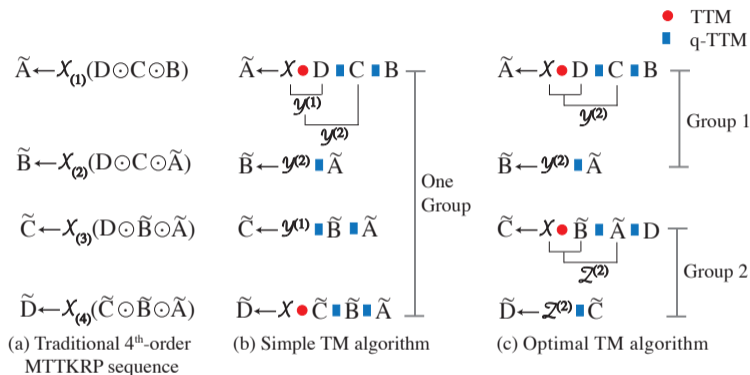 ● TTM
■ q-TTM
Ã←X₍₁₎(D⊙C⊙B)
B̃←X₍₂₎(D⊙C⊙Ã)
C̃←X₍₃₎(D⊙B̃⊙Ã)
D̃←X₍₄₎(C̃⊙B̃⊙Ã)
(a) Traditional 4th-order
MTTKRP sequence
Ã←X●D■C■B
𝒴⁽¹⁾
𝒴⁽²⁾
B̃←𝒴⁽²⁾■Ã
C̃←𝒴⁽¹⁾■B̃■Ã
D̃←X●C̃■B̃■Ã
One
Group
(b) Simple TM algorithm
Ã←X●D■C■B
𝒴⁽²⁾
B̃←𝒴⁽²⁾■Ã
Group 1
C̃←X●B̃■Ã■D
𝒵⁽²⁾
D̃←𝒵⁽²⁾■C̃
Group 2
(c) Optimal TM algorithm